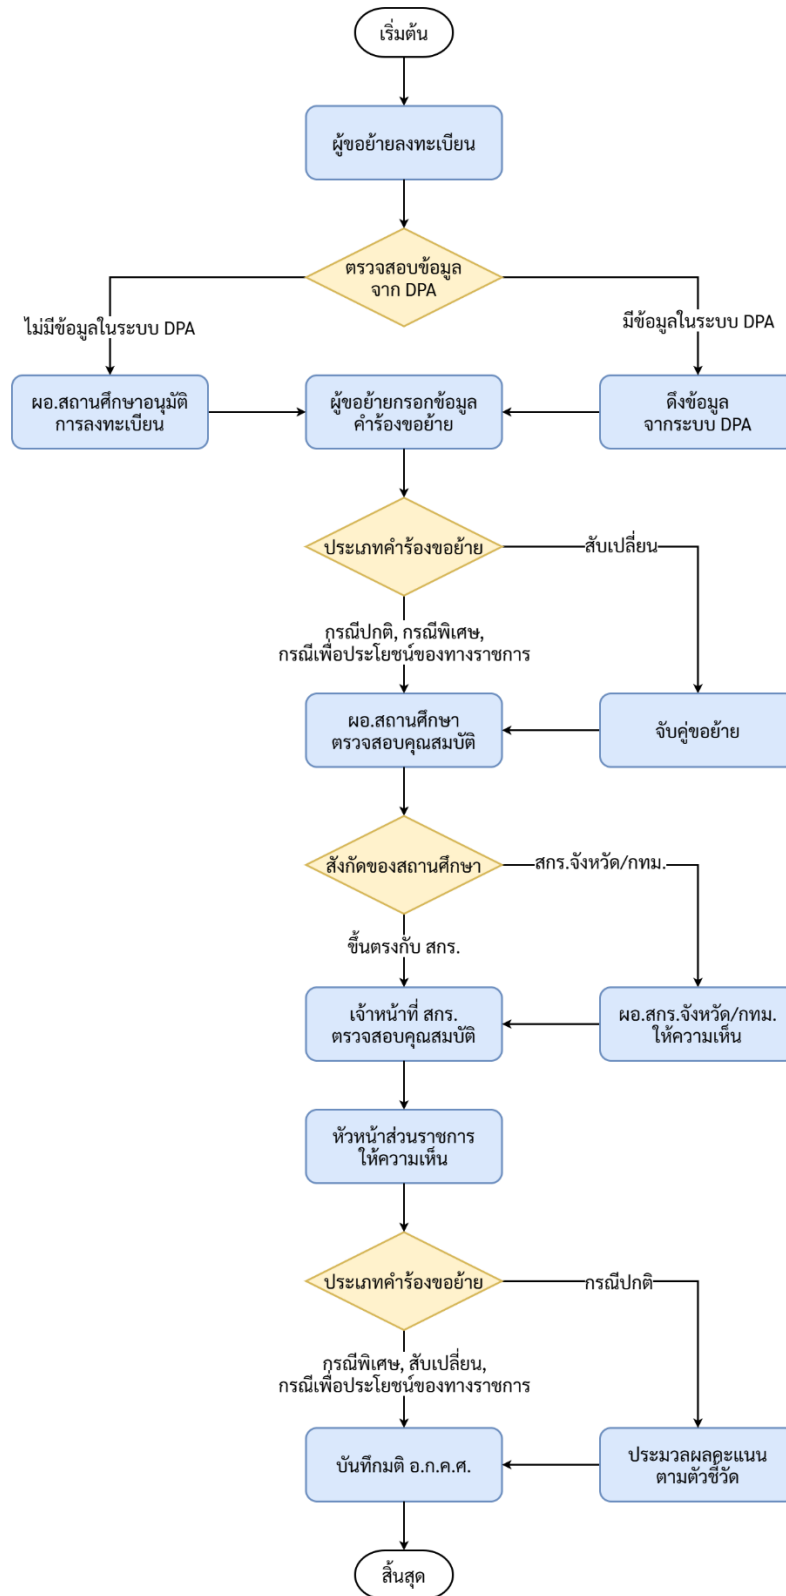 เริ่มต้น
ผู้ขอย้ายลงทะเบียน
ตรวจสอบข้อมูล
จาก DPA
ไม่มีข้อมูลในระบบ DPA
มีข้อมูลในระบบ DPA
ผอ.สถานศึกษาอนุมัติ
การลงทะเบียน
ผู้ขอย้ายกรอกข้อมูล
คำร้องขอย้าย
ดึงข้อมูล
จากระบบ DPA
ประเภทคำร้องขอย้าย
สับเปลี่ยน
กรณีปกติ, กรณีพิเศษ,
กรณีเพื่อประโยชน์ของทางราชการ
ผอ.สถานศึกษา
ตรวจสอบคุณสมบัติ
จับคู่ขอย้าย
สังกัดของสถานศึกษา
สกร.จังหวัด/กทม.
ขึ้นตรงกับ สกร.
เจ้าหน้าที่ สกร.
ตรวจสอบคุณสมบัติ
ผอ.สกร.จังหวัด/กทม.
ให้ความเห็น
หัวหน้าส่วนราชการ
ให้ความเห็น
ประเภทคำร้องขอย้าย
กรณีปกติ
กรณีพิเศษ, สับเปลี่ยน,
กรณีเพื่อประโยชน์ของทางราชการ
บันทึกมติ อ.ก.ค.ศ.
ประมวลผลคะแนน
ตามตัวชี้วัด
สิ้นสุด